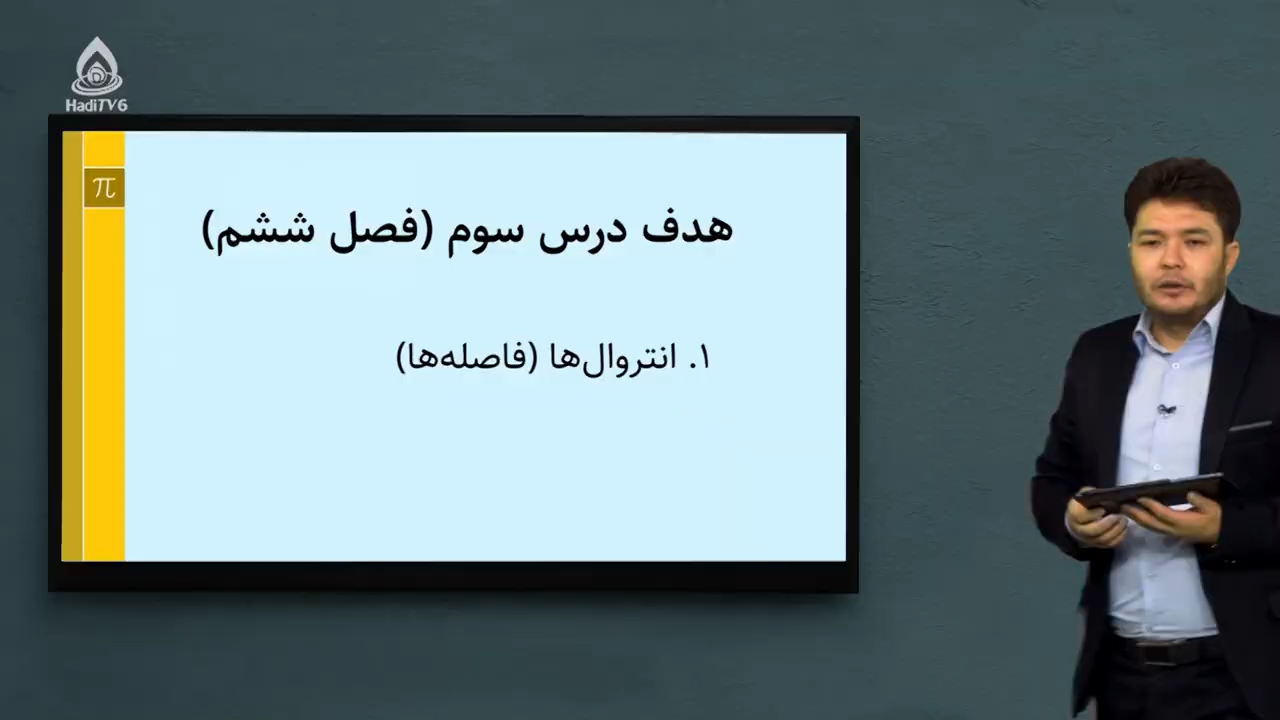 HadiTV6
π
هدف درس سوم (فصل ششم)
۱. انتروال‌ها (فاصله‌ها)